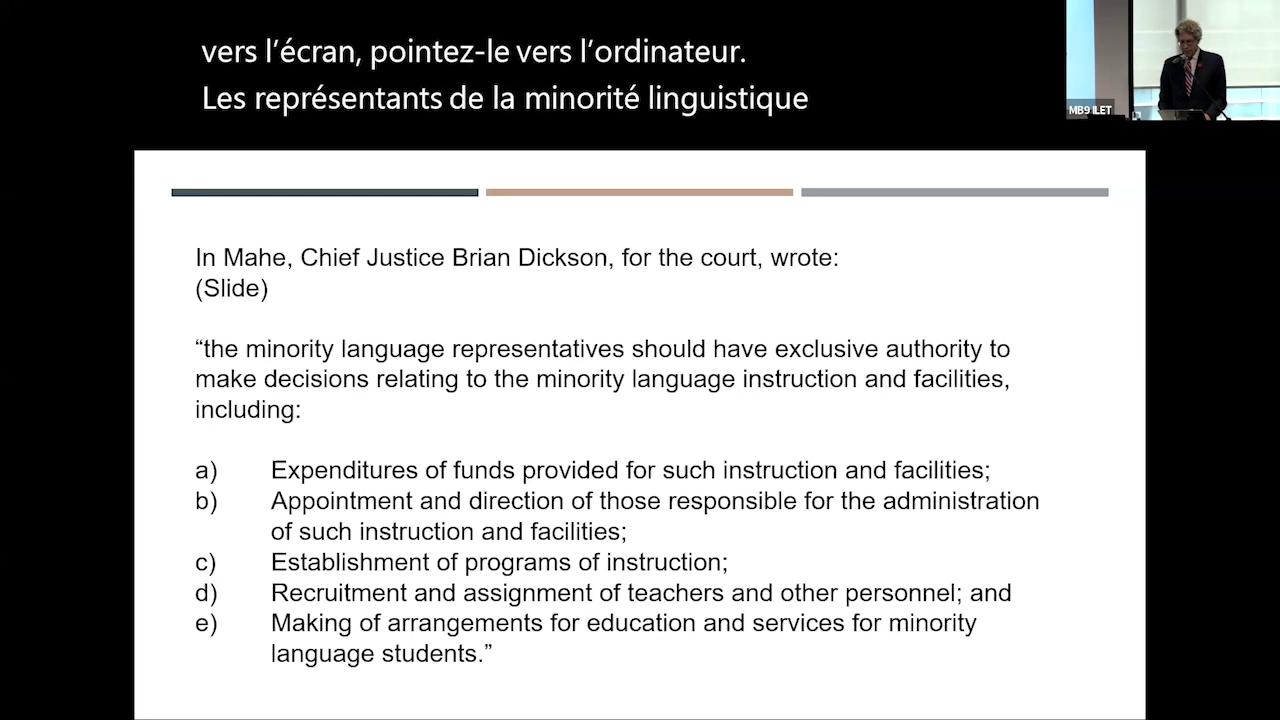 vers l’écran, pointez-le vers l’ordinateur.
Les représentants de la minorité linguistique
MB9 ILET
In Mahe, Chief Justice Brian Dickson, for the court, wrote:
(Slide)
“the minority language representatives should have exclusive authority to
make decisions relating to the minority language instruction and facilities,
including:
a) Expenditures of funds provided for such instruction and facilities;
b) Appointment and direction of those responsible for the administration
of such instruction and facilities;
c) Establishment of programs of instruction;
d) Recruitment and assignment of teachers and other personnel; and
e) Making of arrangements for education and services for minority
language students.”